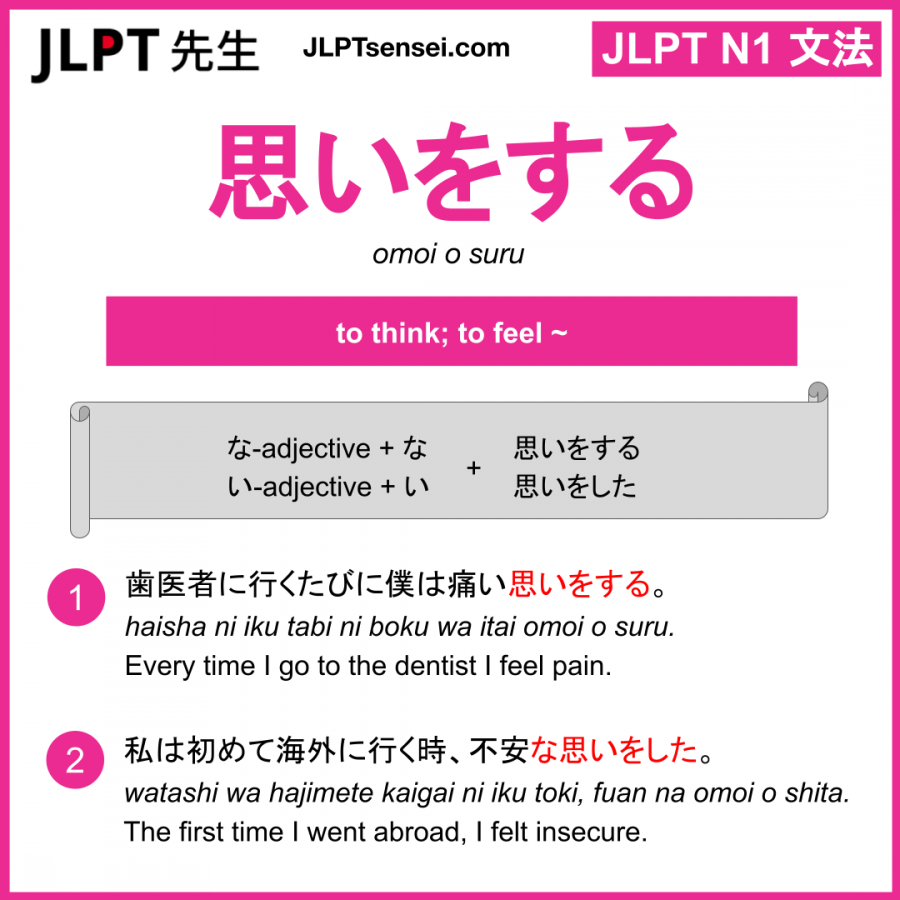 JLPT 先生
JLPTsensei.com
JLPT N1 文法
思いをする
omoi o suru
to think; to feel ~
な-adjective + な
い-adjective + い
+
思いをする
思いをした
1
歯医者に行くたびに僕は痛い思いをする。
haisha ni iku tabi ni boku wa itai omoi o suru.
Every time I go to the dentist I feel pain.
2
私は初めて海外に行く時、不安な思いをした。
watashi wa hajimete kaigai ni iku toki, fuan na omoi o shita.
The first time I went abroad, I felt insecure.